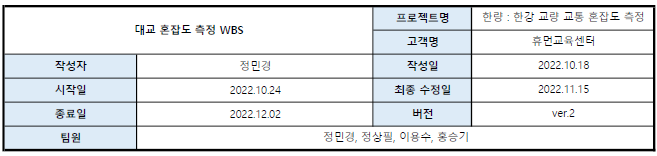 대교 혼잡도 측정 WBS 프로젝트명 한량 : 한강 교량 교통 혼잡도 측정
고객명 휴먼교육센터
작성자 정민경 작성일 2022.10.18
시작일 2022.10.24 최종 수정일 2022.11.15
종료일 2022.12.02 버전 ver.2
팀원 정민경, 정상필, 이용수, 홍승기